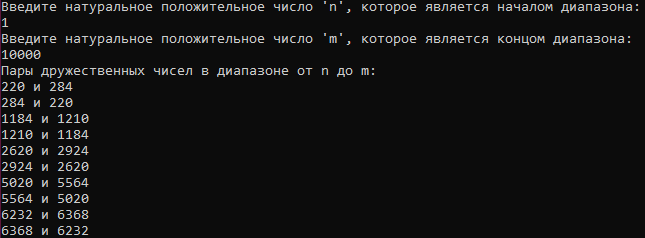 Введите натуральное положительное число 'n', которое является началом диапазона:
1
Введите натуральное положительное число 'm', которое является концом диапазона:
10000
Пары дружественных чисел в диапазоне от n до m:
220 и 284
284 и 220
1184 и 1210
1210 и 1184
2620 и 2924
2924 и 2620
5020 и 5564
5564 и 5020
6232 и 6368
6368 и 6232